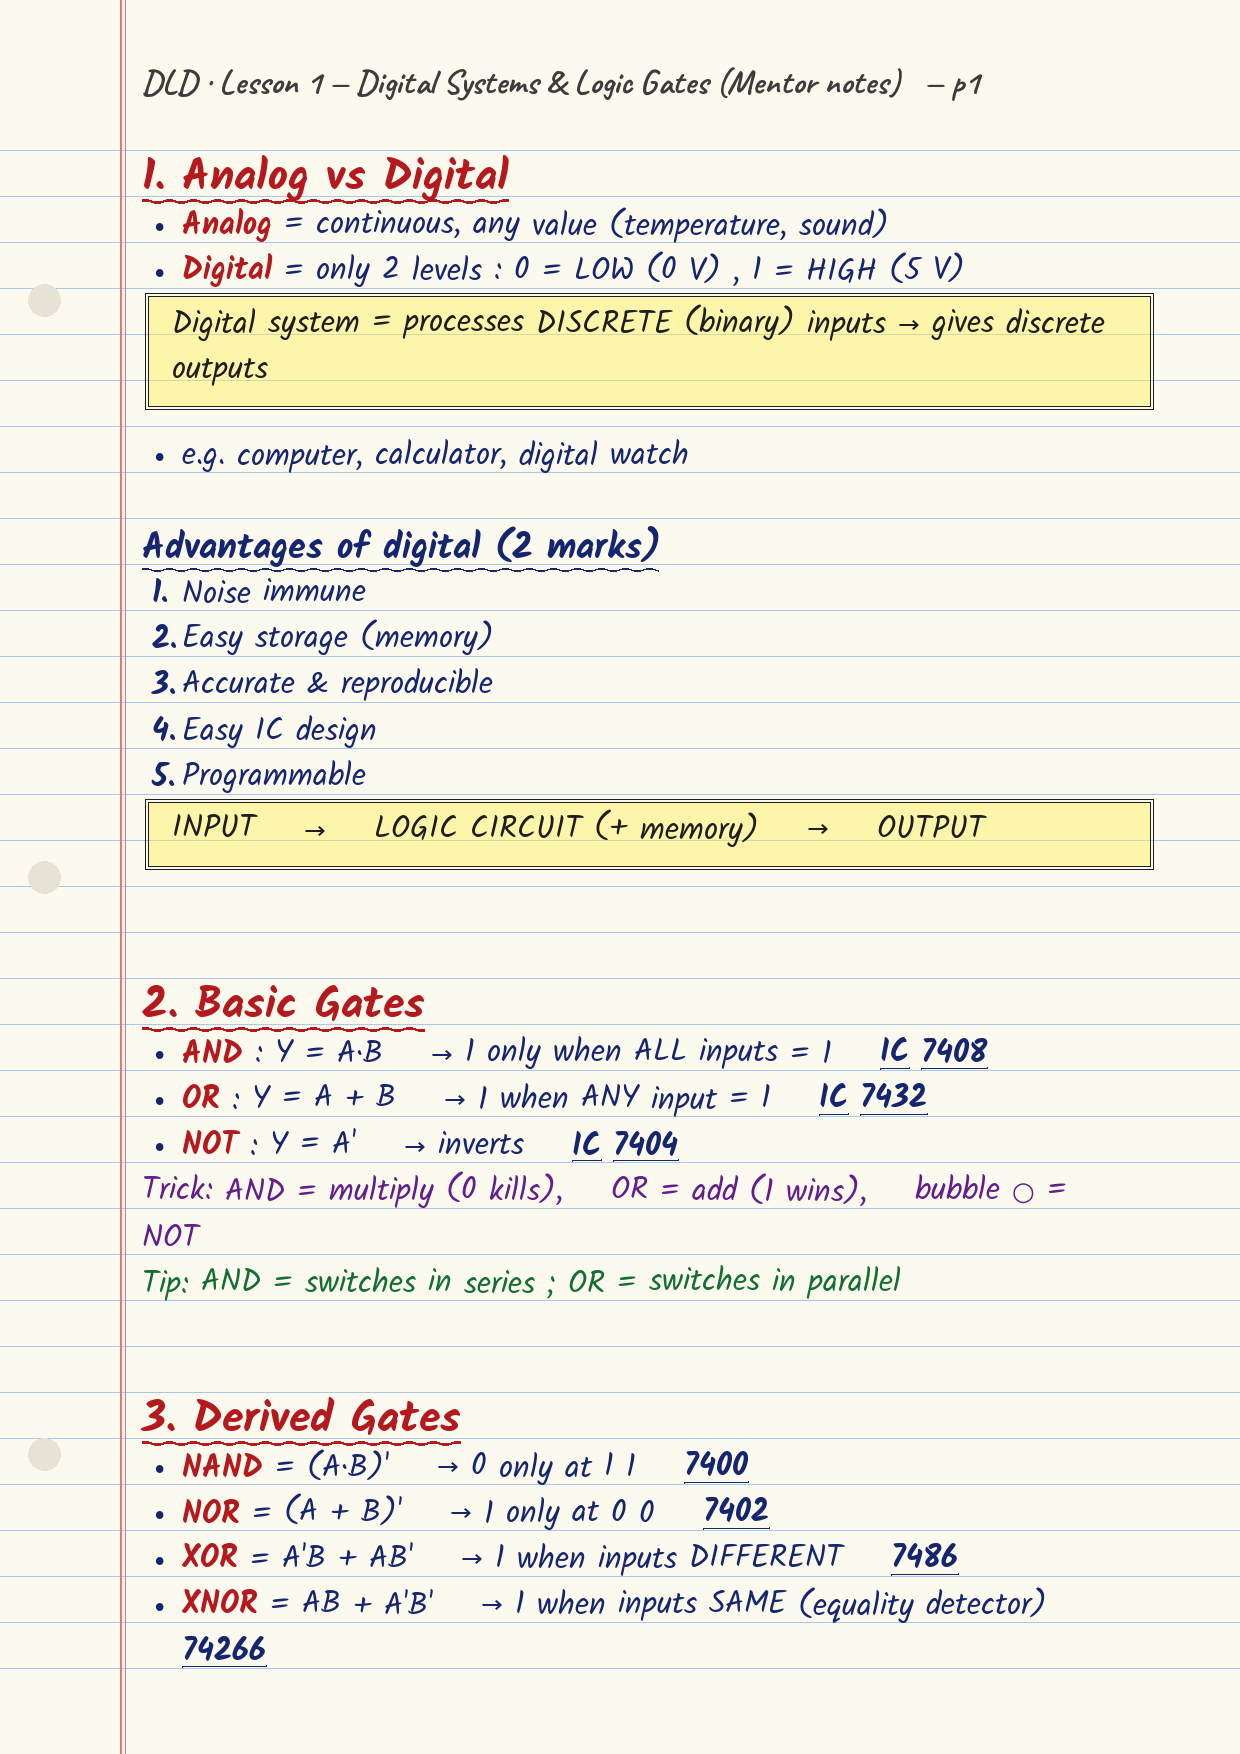 DLD · Lesson 1 – Digital Systems & Logic Gates (Mentor notes) – p1
1. Analog vs Digital
• Analog = continuous, any value (temperature, sound)
• Digital = only 2 levels : 0 = LOW (0 V) , 1 = HIGH (5 V)
Digital system = processes DISCRETE (binary) inputs → gives discrete
outputs
• e.g. computer, calculator, digital watch
Advantages of digital (2 marks)
1. Noise immune
2. Easy storage (memory)
3. Accurate & reproducible
4. Easy IC design
5. Programmable
INPUT → LOGIC CIRCUIT (+ memory) → OUTPUT
2. Basic Gates
• AND : Y = A·B → 1 only when ALL inputs = 1 IC 7408
• OR : Y = A + B → 1 when ANY input = 1 IC 7432
• NOT : Y = A' → inverts IC 7404
Trick: AND = multiply (0 kills), OR = add (1 wins), bubble ○ =
NOT
Tip: AND = switches in series ; OR = switches in parallel
3. Derived Gates
• NAND = (A·B)' → 0 only at 1 1 7400
• NOR = (A + B)' → 1 only at 0 0 7402
• XOR = A'B + AB' → 1 when inputs DIFFERENT 7486
• XNOR = AB + A'B' → 1 when inputs SAME (equality detector)
74266